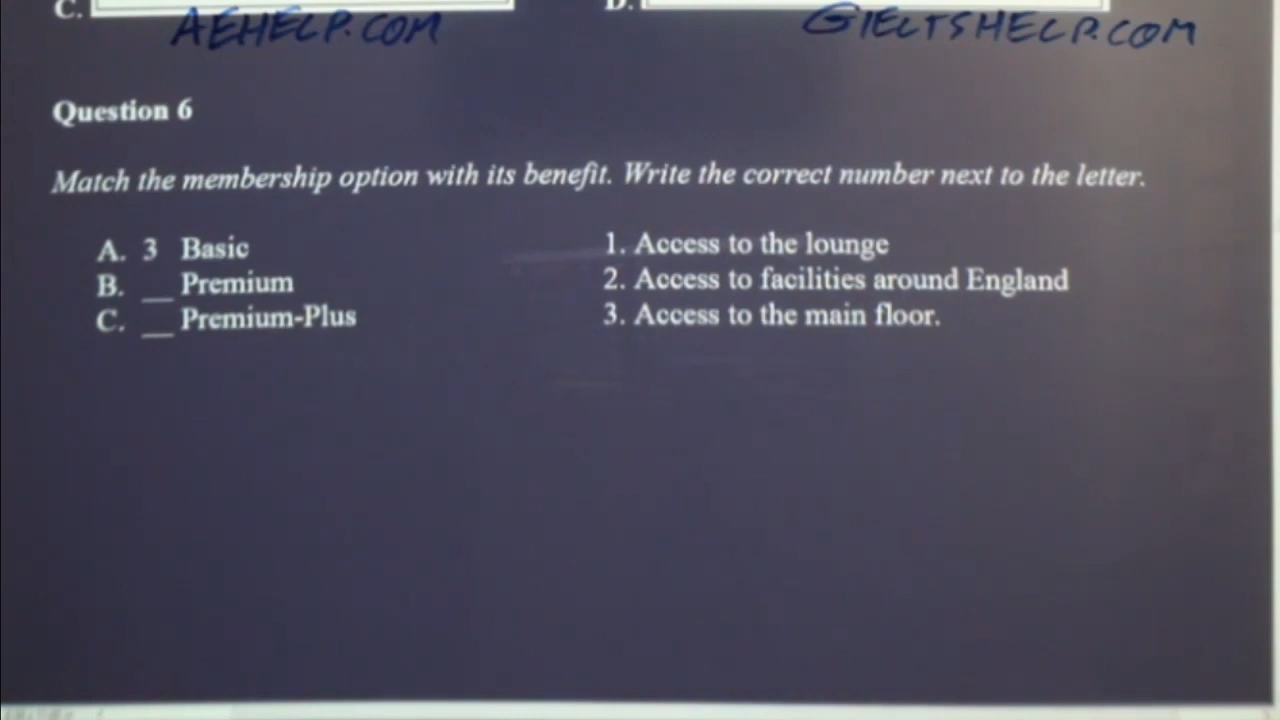 C.
D.
AEHELP.COM
GIELTSHELP.COM
Question 6
Match the membership option with its benefit. Write the correct number next to the letter.
A. 3 Basic
B. __ Premium
C. __ Premium-Plus
1. Access to the lounge
2. Access to facilities around England
3. Access to the main floor.